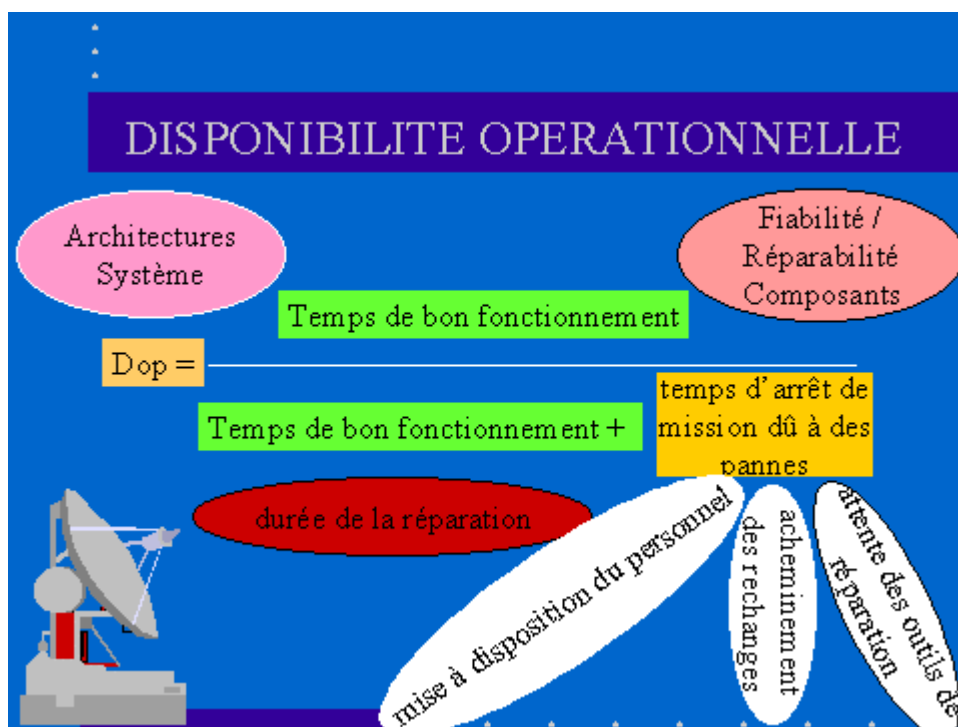 DISPONIBILITE OPERATIONNELLE
Architectures
Système
Fiabilité /
Réparabilité
Composants
Temps de bon fonctionnement
Dop =
Temps de bon fonctionnement +
temps d'arrêt de
mission dû à des
pannes
durée de la réparation
mise à disposition du personnel
acheminement
des rechanges
attente des outils de
réparation